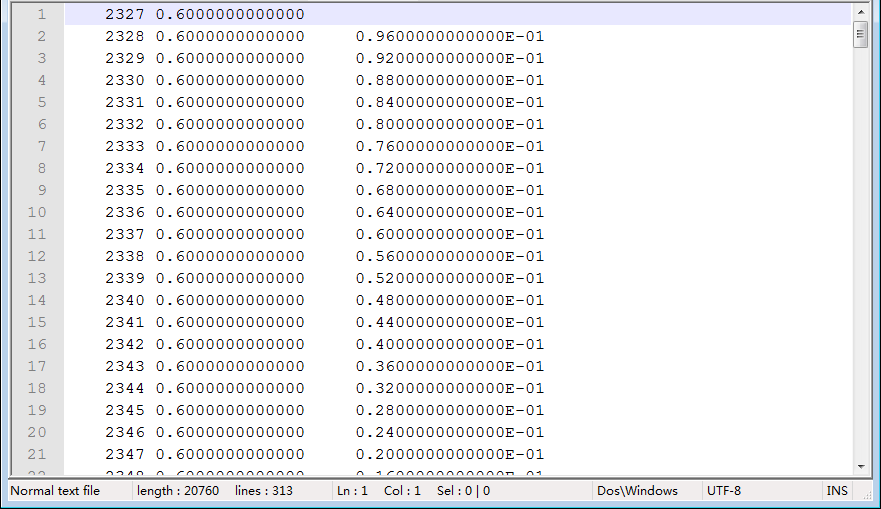 1 2327 0.6000000000000
2 2328 0.6000000000000 0.9600000000000E-01
3 2329 0.6000000000000 0.9200000000000E-01
4 2330 0.6000000000000 0.8800000000000E-01
5 2331 0.6000000000000 0.8400000000000E-01
6 2332 0.6000000000000 0.8000000000000E-01
7 2333 0.6000000000000 0.7600000000000E-01
8 2334 0.6000000000000 0.7200000000000E-01
9 2335 0.6000000000000 0.6800000000000E-01
10 2336 0.6000000000000 0.6400000000000E-01
11 2337 0.6000000000000 0.6000000000000E-01
12 2338 0.6000000000000 0.5600000000000E-01
13 2339 0.6000000000000 0.5200000000000E-01
14 2340 0.6000000000000 0.4800000000000E-01
15 2341 0.6000000000000 0.4400000000000E-01
16 2342 0.6000000000000 0.4000000000000E-01
17 2343 0.6000000000000 0.3600000000000E-01
18 2344 0.6000000000000 0.3200000000000E-01
19 2345 0.6000000000000 0.2800000000000E-01
20 2346 0.6000000000000 0.2400000000000E-01
21 2347 0.6000000000000 0.2000000000000E-01
22 2348 0.6000000000000 0.1600000000000E-01
Normal text file length : 20760 lines : 313 Ln : 1 Col : 1 Sel : 0 | 0 Dos\Windows UTF-8 INS